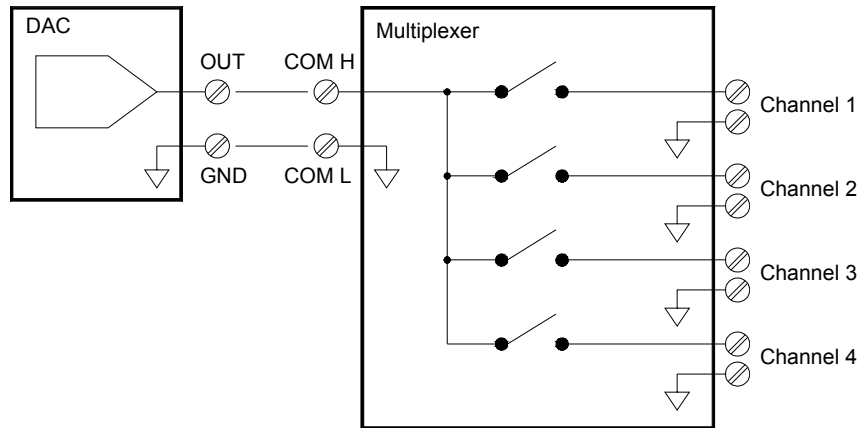 DAC
Multiplexer
OUT
COM H
GND
COM L
Channel 1
Channel 2
Channel 3
Channel 4